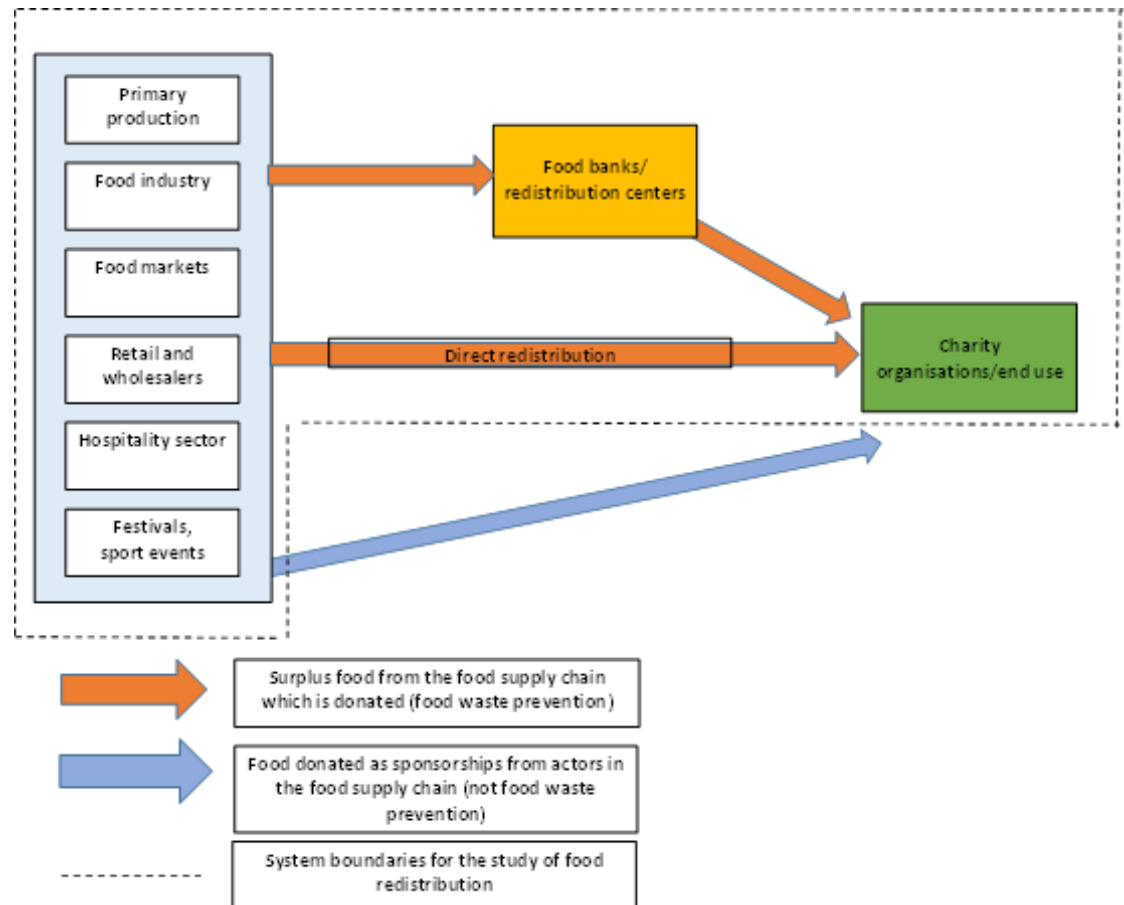 Primary
production
Food industry
Food markets
Retail and
wholesalers
Hospitality sector
Festivals,
sport events
Food banks/
redistribution centers
Direct redistribution
Charity
organisations/end use
Surplus food from the food supply chain
which is donated (food waste prevention)
Food donated as sponsorships from actors in
the food supply chain (not food waste
prevention)
System boundaries for the study of food
redistribution